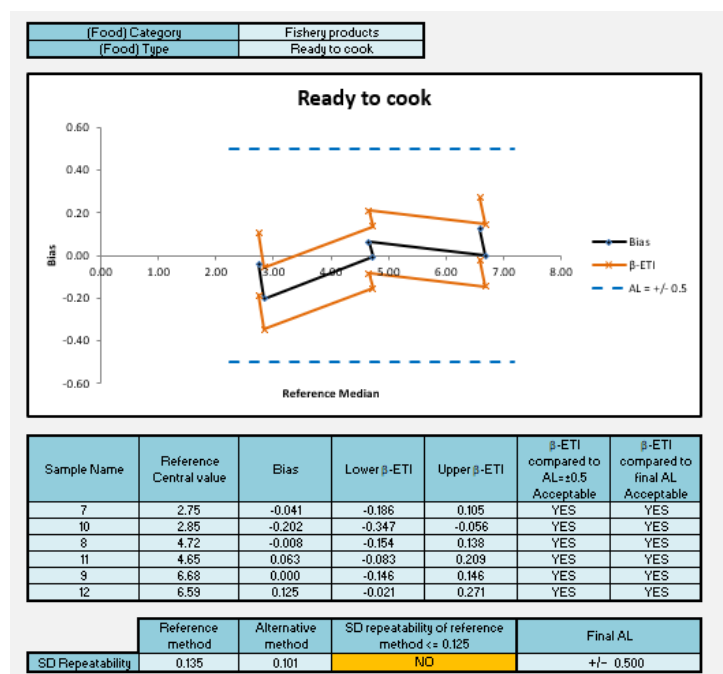 (Food) Category Fishery products
(Food) Type Ready to cook
Ready to cook
0.60
0.40
0.20
0.00
-0.20
-0.40
-0.60
Bias
0.00 1.00 2.00 3.00 4.00 5.00 6.00 7.00 8.00
Reference Median
Bias
β-ETI
AL = +/- 0.5
Sample Name Reference Central value Bias Lower β-ETI Upper β-ETI β-ETI compared to AL=±0.5 Acceptable β-ETI compared to final AL Acceptable
7 2.75 -0.041 -0.186 0.105 YES YES
10 2.85 -0.202 -0.347 -0.056 YES YES
8 4.72 -0.008 -0.154 0.138 YES YES
11 4.65 0.063 -0.083 0.209 YES YES
9 6.68 0.000 -0.146 0.146 YES YES
12 6.59 0.125 -0.021 0.271 YES YES
Reference method Alternative method SD repeatability of reference method <= 0.125 Final AL
SD Repeatability 0.135 0.101 NO +/- 0.500